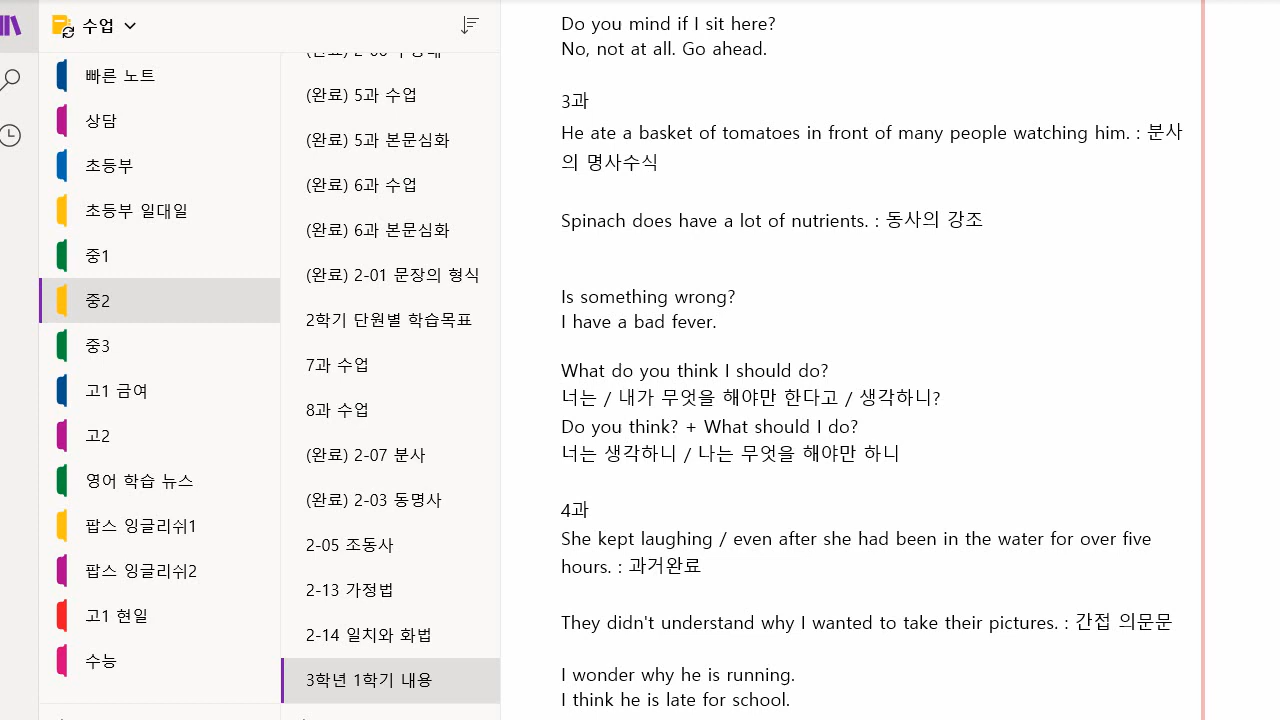 수업
빠른 노트
상담
초등부
초등부 일대일
중1
중2
중3
고1 금여
고2
영어 학습 뉴스
팝스 잉글리쉬1
팝스 잉글리쉬2
고1 현일
수능
(완료) 5과 수업
(완료) 5과 본문심화
(완료) 6과 수업
(완료) 6과 본문심화
(완료) 2-01 문장의 형식
2학기 단원별 학습목표
7과 수업
8과 수업
(완료) 2-07 분사
(완료) 2-03 동명사
2-05 조동사
2-13 가정법
2-14 일치와 화법
3학년 1학기 내용
Do you mind if I sit here?
No, not at all. Go ahead.
3과
He ate a basket of tomatoes in front of many people watching him. : 분사
의 명사수식
Spinach does have a lot of nutrients. : 동사의 강조
Is something wrong?
I have a bad fever.
What do you think I should do?
너는 / 내가 무엇을 해야만 한다고 / 생각하니?
Do you think? + What should I do?
너는 생각하니 / 나는 무엇을 해야만 하니
4과
She kept laughing / even after she had been in the water for over five
hours. : 과거완료
They didn't understand why I wanted to take their pictures. : 간접 의문문
I wonder why he is running.
I think he is late for school.